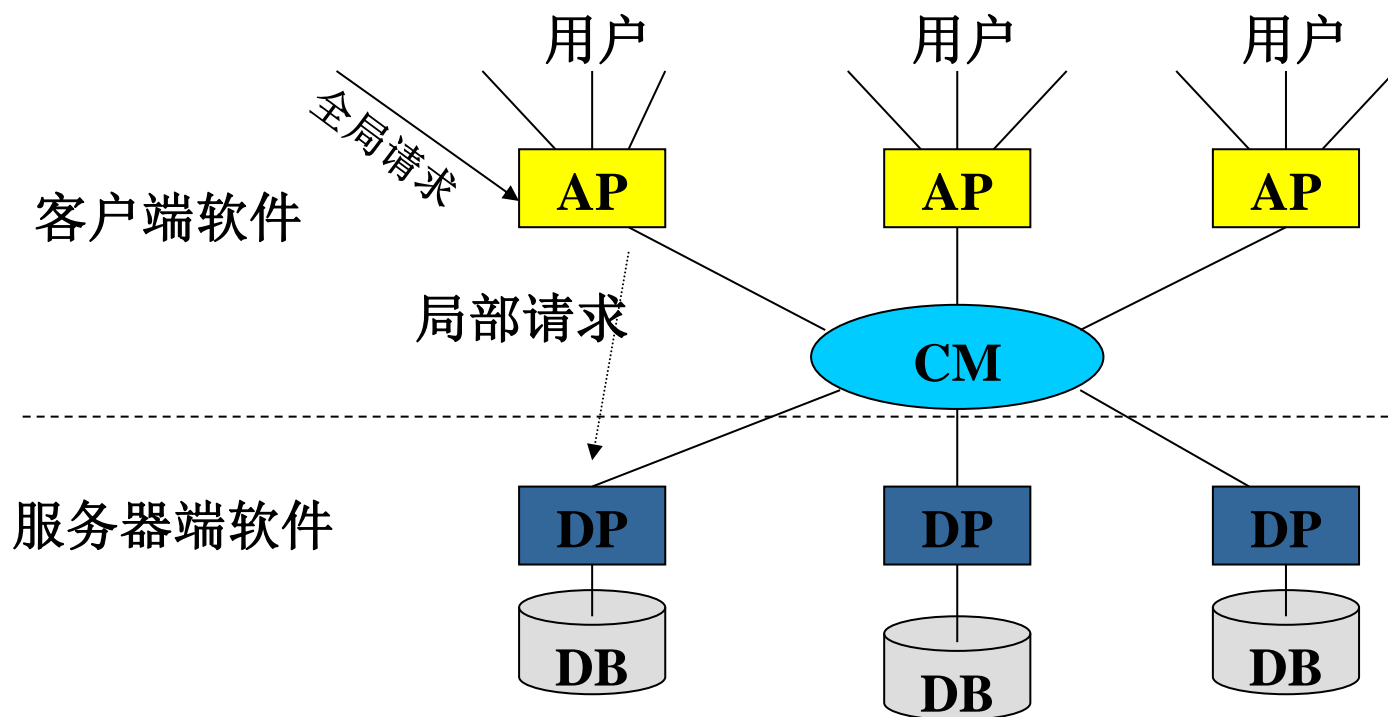 用户 用户 用户
全局请求
AP AP AP
客户端软件
局部请求
CM
服务器端软件
DP DP DP
DB DB DB